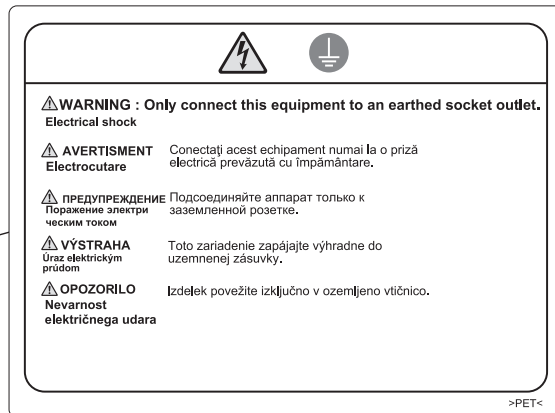 ⚠WARNING : Only connect this equipment to an earthed socket outlet.
Electrical shock
⚠ AVERTISMENT Conectaţi acest echipament numai la o priză
Electrocutare electrică prevăzută cu împământare.
⚠ ПРЕДУПРЕЖДЕНИЕ Подсоединяйте аппарат только к
Поражение электри заземленной розетке.
ческим током
⚠ VÝSTRAHA Toto zariadenie zapájajte výhradne do
Úraz elektrickým uzemnenej zásuvky.
prúdom
⚠OPOZORILO Izdelek povežite izključno v ozemljeno vtičnico.
Nevarnost
električnega udara
>PET<